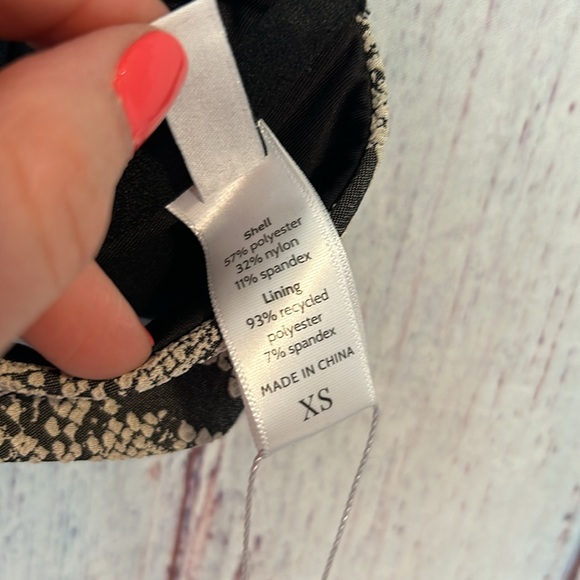 Shell
57% polyester
32% nylon
11% spandex
Lining
93% recycled
polyester
7% spandex
MADE IN CHINA
XS